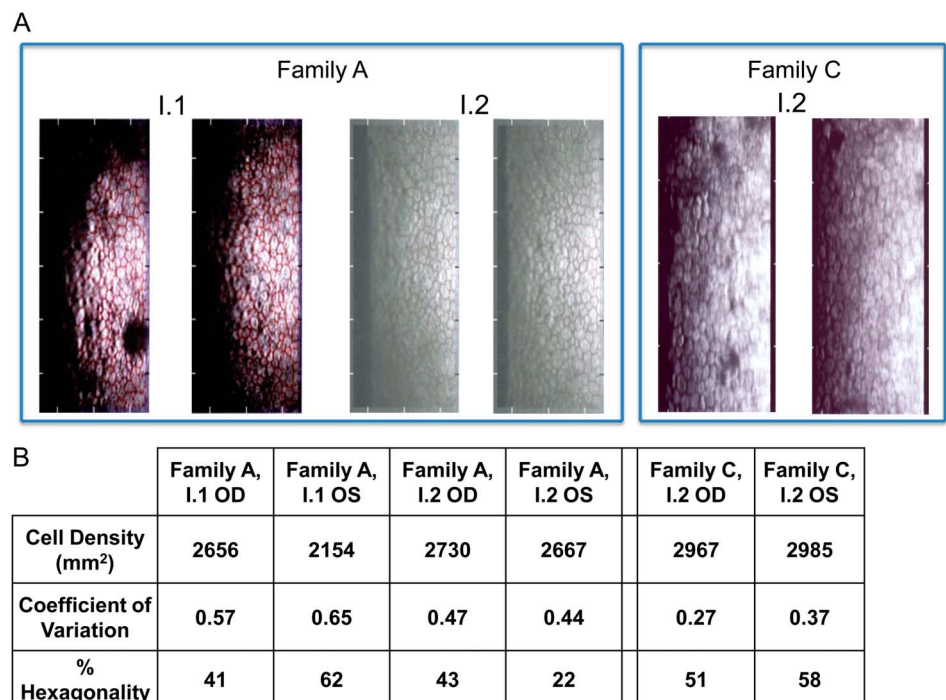 A
Family A
I.1
I.2
Family C
I.2
B
Family A, I.1 OD
Family A, I.1 OS
Family A, I.2 OD
Family A, I.2 OS
Family C, I.2 OD
Family C, I.2 OS
Cell Density (mm²) 2656 2154 2730 2667 2967 2985
Coefficient of Variation 0.57 0.65 0.47 0.44 0.27 0.37
% Hexagonality 41 62 43 22 51 58